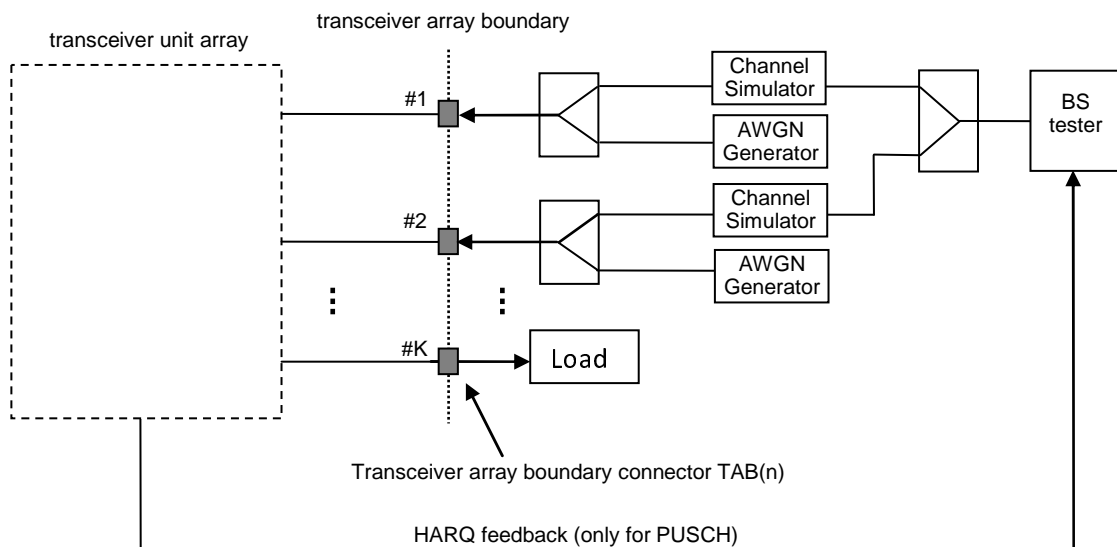 transceiver array boundary
transceiver unit array
#1
Channel
Simulator
AWGN
Generator
BS
tester
#2
Channel
Simulator
AWGN
Generator
#K
Load
Transceiver array boundary connector TAB(n)
HARQ feedback (only for PUSCH)